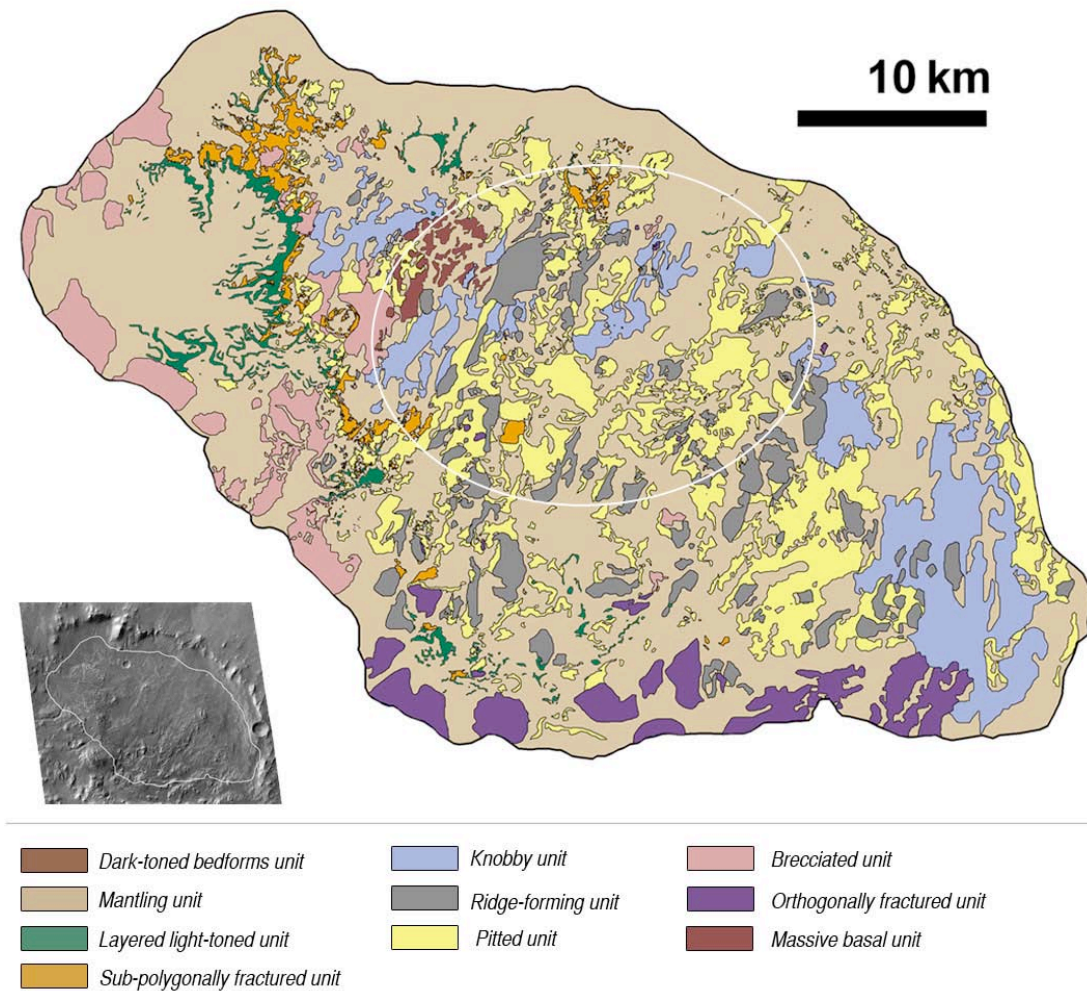 10 km
Dark-toned bedforms unit
Mantling unit
Layered light-toned unit
Sub-polygonally fractured unit
Knobby unit
Ridge-forming unit
Pitted unit
Brecciated unit
Orthogonally fractured unit
Massive basal unit